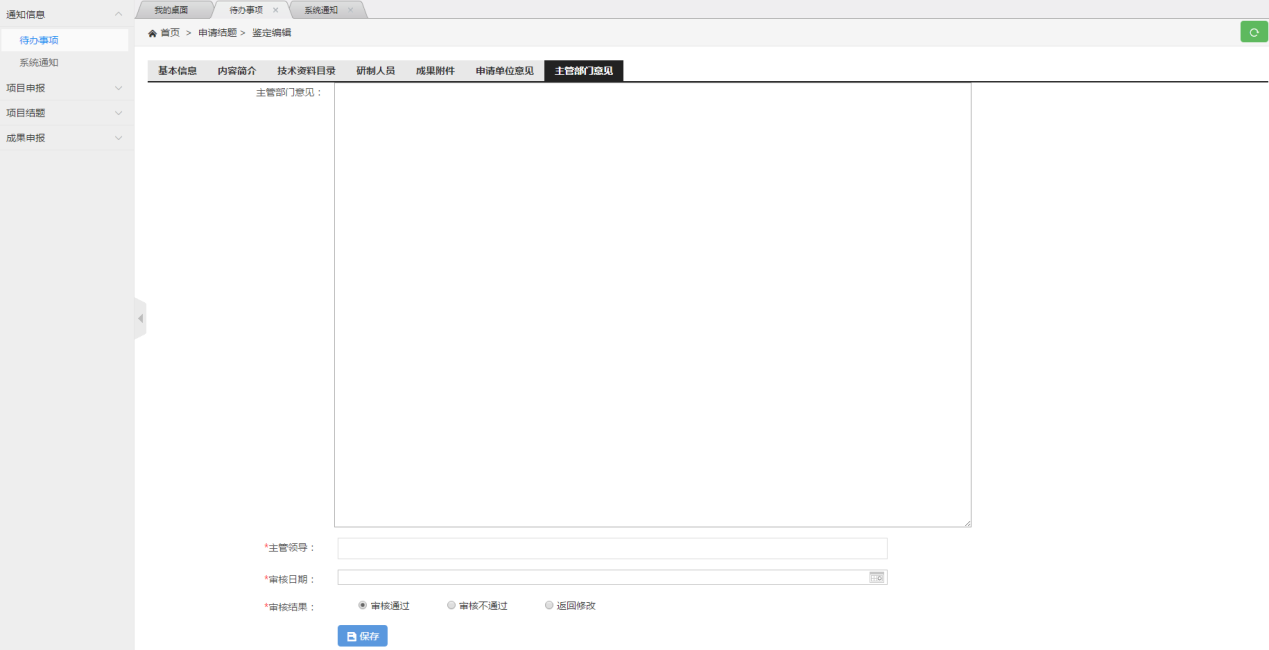 通知信息
待办事项
系统通知
项目申报
项目结题
成果申报
我的桌面 待办事项 × 系统通知 ×
首页 > 申请结题 > 鉴定编辑
基本信息 内容简介 技术资料目录 研制人员 成果附件 申请单位意见 主管部门意见
主管部门意见：
*主管领导：
*审核日期：
*审核结果： 审核通过 审核不通过 返回修改
保存